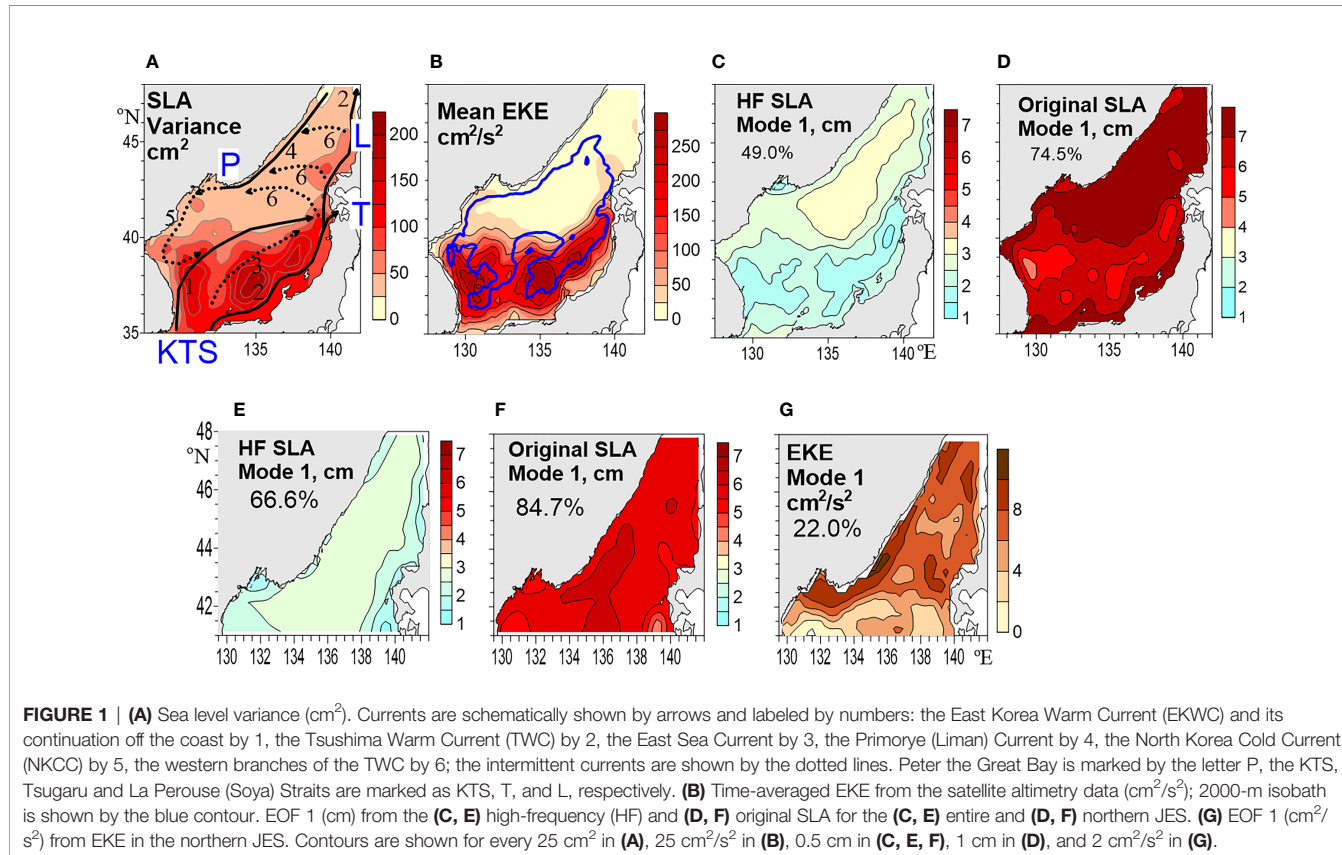 A
B
C
D
SLA
Variance
cm²
ºN
45
40
35
135
140
200
150
100
50
0
1
2
2
3
4
5
6
6
6
P
L
T
KTS
Mean EKE
cm²/s²
130
135
140
250
200
150
100
50
0
HF SLA
Mode 1, cm
49.0%
130
135
140 ºE
7
6
5
4
3
2
1
Original SLA
Mode 1, cm
74.5%
130
135
140
7
6
5
4
3
2
1
E
F
G
48
ºN
46
44
42
HF SLA
Mode 1, cm
66.6%
130 132 134 136 138 140
7
6
5
4
3
2
1
Original SLA
Mode 1, cm
84.7%
130 132 134 136 138 140
7
6
5
4
3
2
1
EKE
Mode 1
cm²/s²
22.0%
130 132 134 136 138 140 ºE
8
4
0
FIGURE 1 | (A) Sea level variance (cm²). Currents are schematically shown by arrows and labeled by numbers: the East Korea Warm Current (EKWC) and its
continuation off the coast by 1, the Tsushima Warm Current (TWC) by 2, the East Sea Current by 3, the Primorye (Liman) Current by 4, the North Korea Cold Current
(NKCC) by 5, the western branches of the TWC by 6; the intermittent currents are shown by the dotted lines. Peter the Great Bay is marked by the letter P, the KTS,
Tsugaru and La Perouse (Soya) Straits are marked as KTS, T, and L, respectively. (B) Time-averaged EKE from the satellite altimetry data (cm²/s²); 2000-m isobath
is shown by the blue contour. EOF 1 (cm) from the (C, E) high-frequency (HF) and (D, F) original SLA for the (C, E) entire and (D, F) northern JES. (G) EOF 1 (cm²/
s²) from EKE in the northern JES. Contours are shown for every 25 cm² in (A), 25 cm²/s² in (B), 0.5 cm in (C, E, F), 1 cm in (D), and 2 cm²/s² in (G).